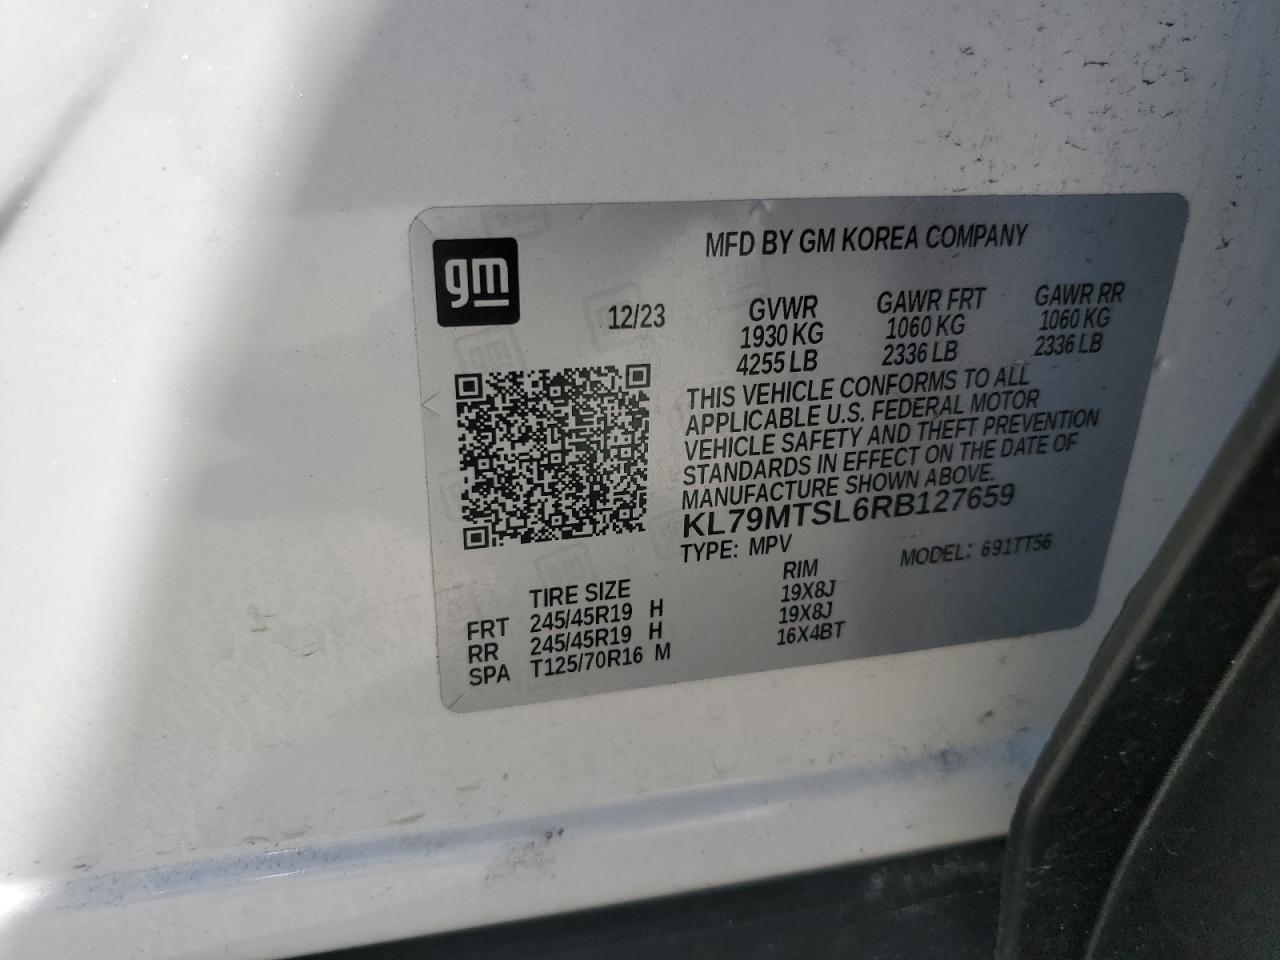 gm
MFD BY GM KOREA COMPANY
12/23
GVWR GAWR FRT GAWR RR
1930 KG 1060 KG 1060 KG
4255 LB 2336 LB 2336 LB
THIS VEHICLE CONFORMS TO ALL
APPLICABLE U.S. FEDERAL MOTOR
VEHICLE SAFETY AND THEFT PREVENTION
STANDARDS IN EFFECT ON THE DATE OF
MANUFACTURE SHOWN ABOVE.
KL79MTSL6RB127659
TYPE: MPV MODEL: 691TT56
TIRE SIZE RIM
FRT 245/45R19 H 19X8J
RR 245/45R19 H 19X8J
SPA T125/70R16 M 16X4BT